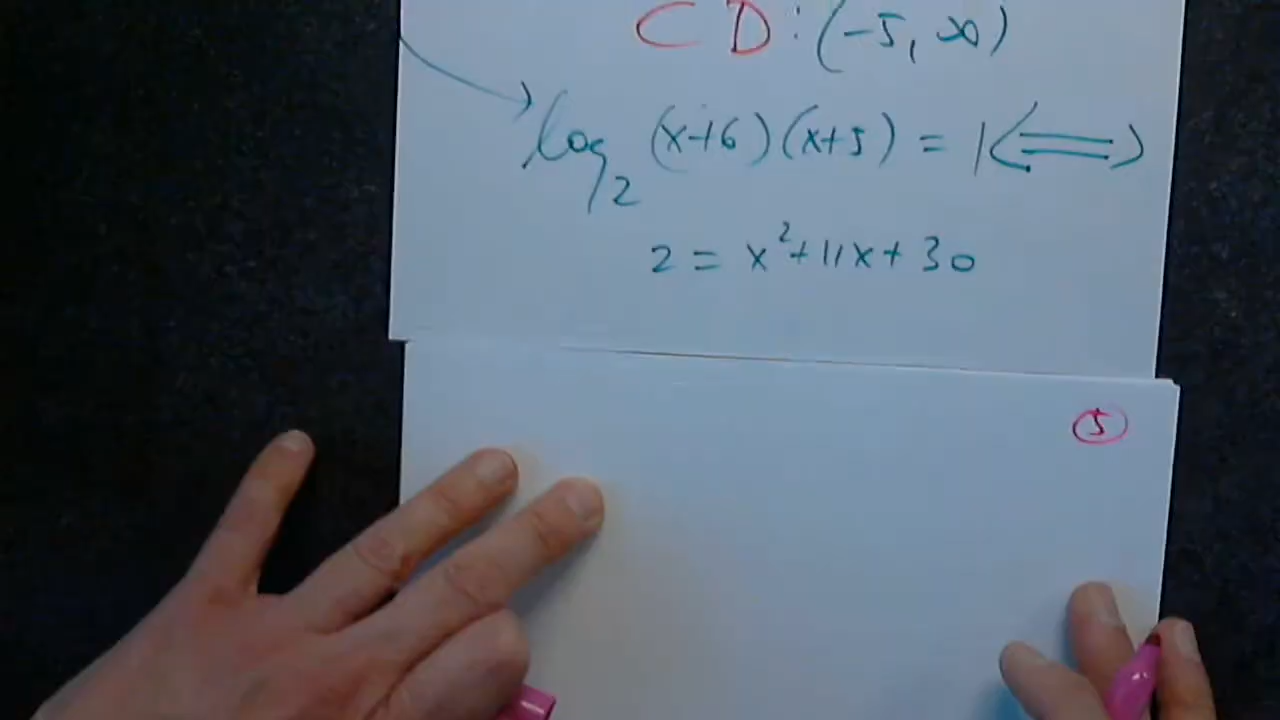 CD: (-5, ∞)
log₂ (x+6)(x+5) = 1 <=>
2 = x² + 11x + 30
5